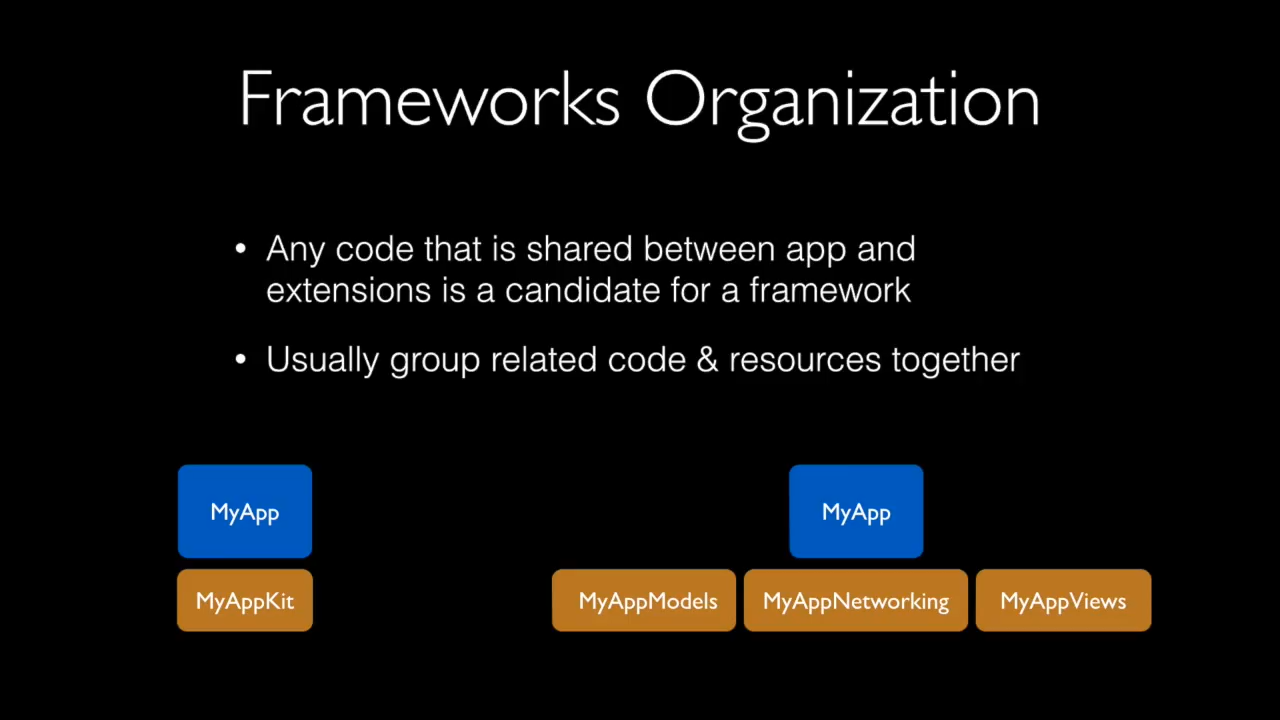 Frameworks Organization
• Any code that is shared between app and
extensions is a candidate for a framework
• Usually group related code & resources together
MyApp
MyApp
MyAppKit
MyAppModels
MyAppNetworking
MyAppViews